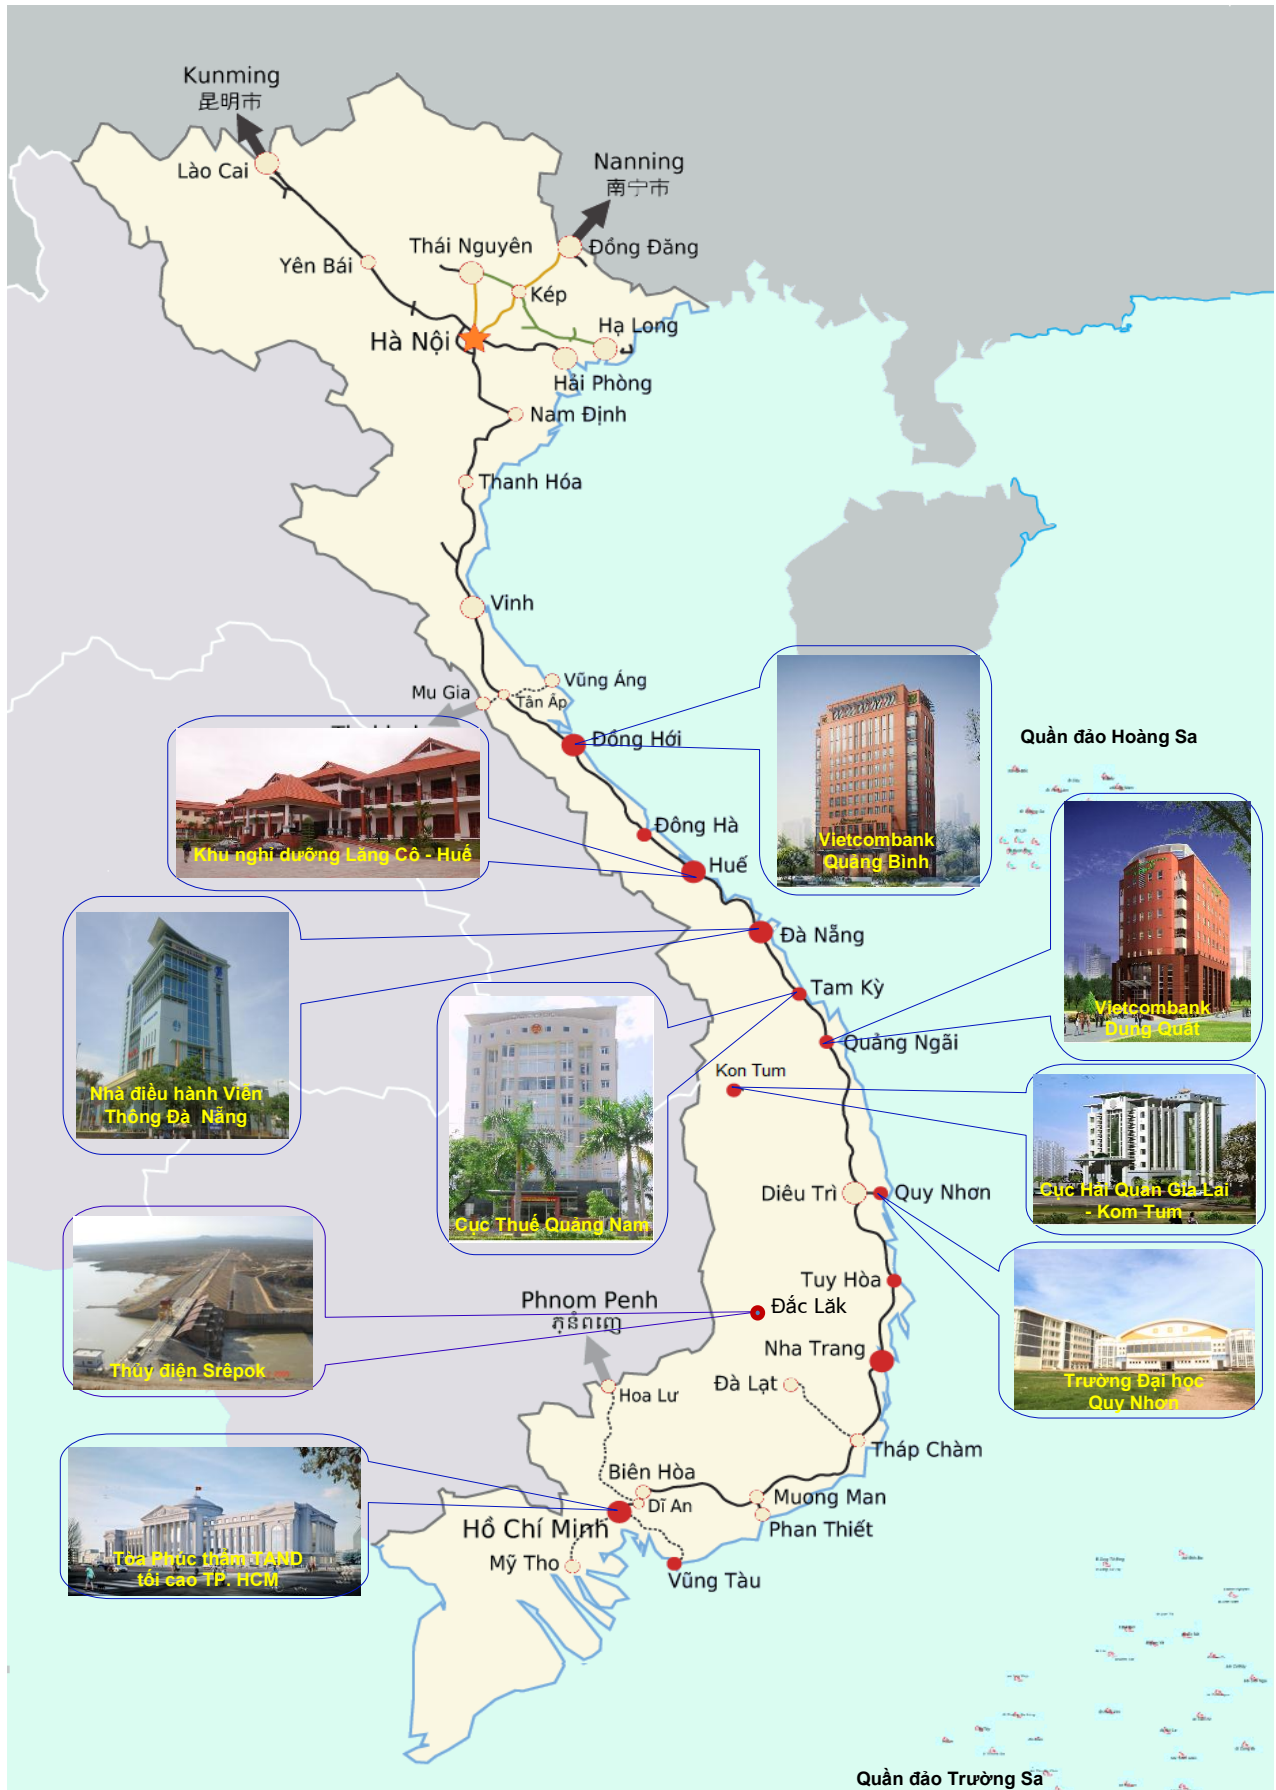 Kunming
昆明市
Lào Cai
Nanning
南宁市
Thái Nguyên
Đồng Đăng
Yên Bái
Kép
Hạ Long
Hà Nội
Hải Phòng
Nam Định
Thanh Hóa
Vinh
Vũng Áng
Mu Gia
Tân Ấp
Đồng Hới
Quần đảo Hoàng Sa
Đông Hà
Vietcombank
Quảng Bình
Khu nghỉ dưỡng Lăng Cô - Huế
Huế
Đà Nẵng
Tam Kỳ
Vietcombank
Dung Quất
Quảng Ngãi
Kon Tum
Nhà điều hành Viễn
Thông Đà Nẵng
Diêu Trì
Quy Nhơn
Cục Hải Quan Gia Lai
- Kom Tum
Cục Thuế Quảng Nam
Tuy Hòa
Phnom Penh
ភ្នំពេញ
Đắc Lăk
Nha Trang
Thủy điện Srêpok
Đà Lạt
Hoa Lư
Trường Đại học
Quy Nhơn
Tháp Chàm
Biên Hòa
Dĩ An
Muong Man
Hồ Chí Minh
Phan Thiết
Tòa Phúc thẩm TAND
tối cao TP. HCM
Mỹ Tho
Vũng Tàu
Quần đảo Trường Sa